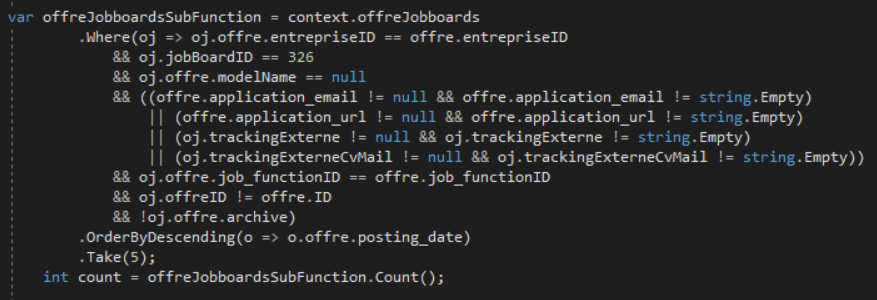 var offreJobboardsSubFunction = context.offreJobboards
.Where(oj => oj.offre.entrepriseID == offre.entrepriseID
&& oj.jobBoardID == 326
&& oj.offre.modelName == null
&& ((offre.application_email != null && offre.application_email != string.Empty)
|| (offre.application_url != null && offre.application_url != string.Empty)
|| (oj.trackingExterne != null && oj.trackingExterne != string.Empty)
|| (oj.trackingExterneCvMail != null && oj.trackingExterneCvMail != string.Empty))
&& oj.offre.job_functionID == offre.job_functionID
&& oj.offreID != offre.ID
&& !oj.offre.archive)
.OrderByDescending(o => o.offre.posting_date)
.Take(5);
int count = offreJobboardsSubFunction.Count();